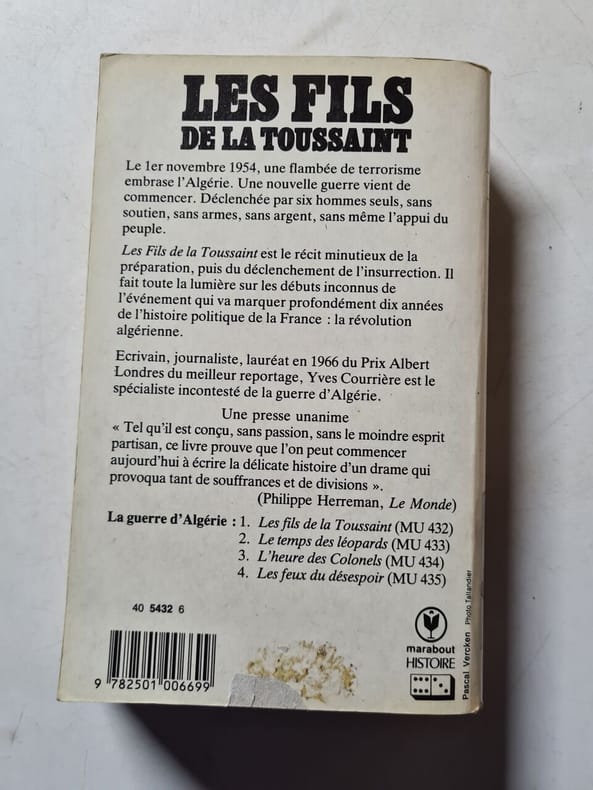 LES FILS
DE LA TOUSSAINT
Le 1er novembre 1954, une flambée de terrorisme
embrase l'Algérie. Une nouvelle guerre vient de
commencer. Déclenchée par six hommes seuls, sans
soutien, sans armes, sans argent, sans même l'appui du
peuple.
Les Fils de la Toussaint est le récit minutieux de la
préparation, puis du déclenchement de l'insurrection. Il
fait toute la lumière sur les débuts inconnus de
l'événement qui va marquer profondément dix années
de l'histoire politique de la France : la révolution
algérienne.
Ecrivain, journaliste, lauréat en 1966 du Prix Albert
Londres du meilleur reportage, Yves Courrière est le
spécialiste incontesté de la guerre d'Algérie.
Une presse unanime
« Tel qu'il est conçu, sans passion, sans le moindre esprit
partisan, ce livre prouve que l'on peut commencer
aujourd'hui à écrire la délicate histoire d'un drame qui
provoqua tant de souffrances et de divisions ».
(Philippe Herreman, Le Monde)
La guerre d'Algérie : 1. Les fils de la Toussaint (MU 432)
2. Le temps des léopards (MU 433)
3. L'heure des Colonels (MU 434)
4. Les feux du désespoir (MU 435)
40 5432 6
9 782501 006699
marabout
HISTOIRE
Pascal Vercken Photo Tallandier